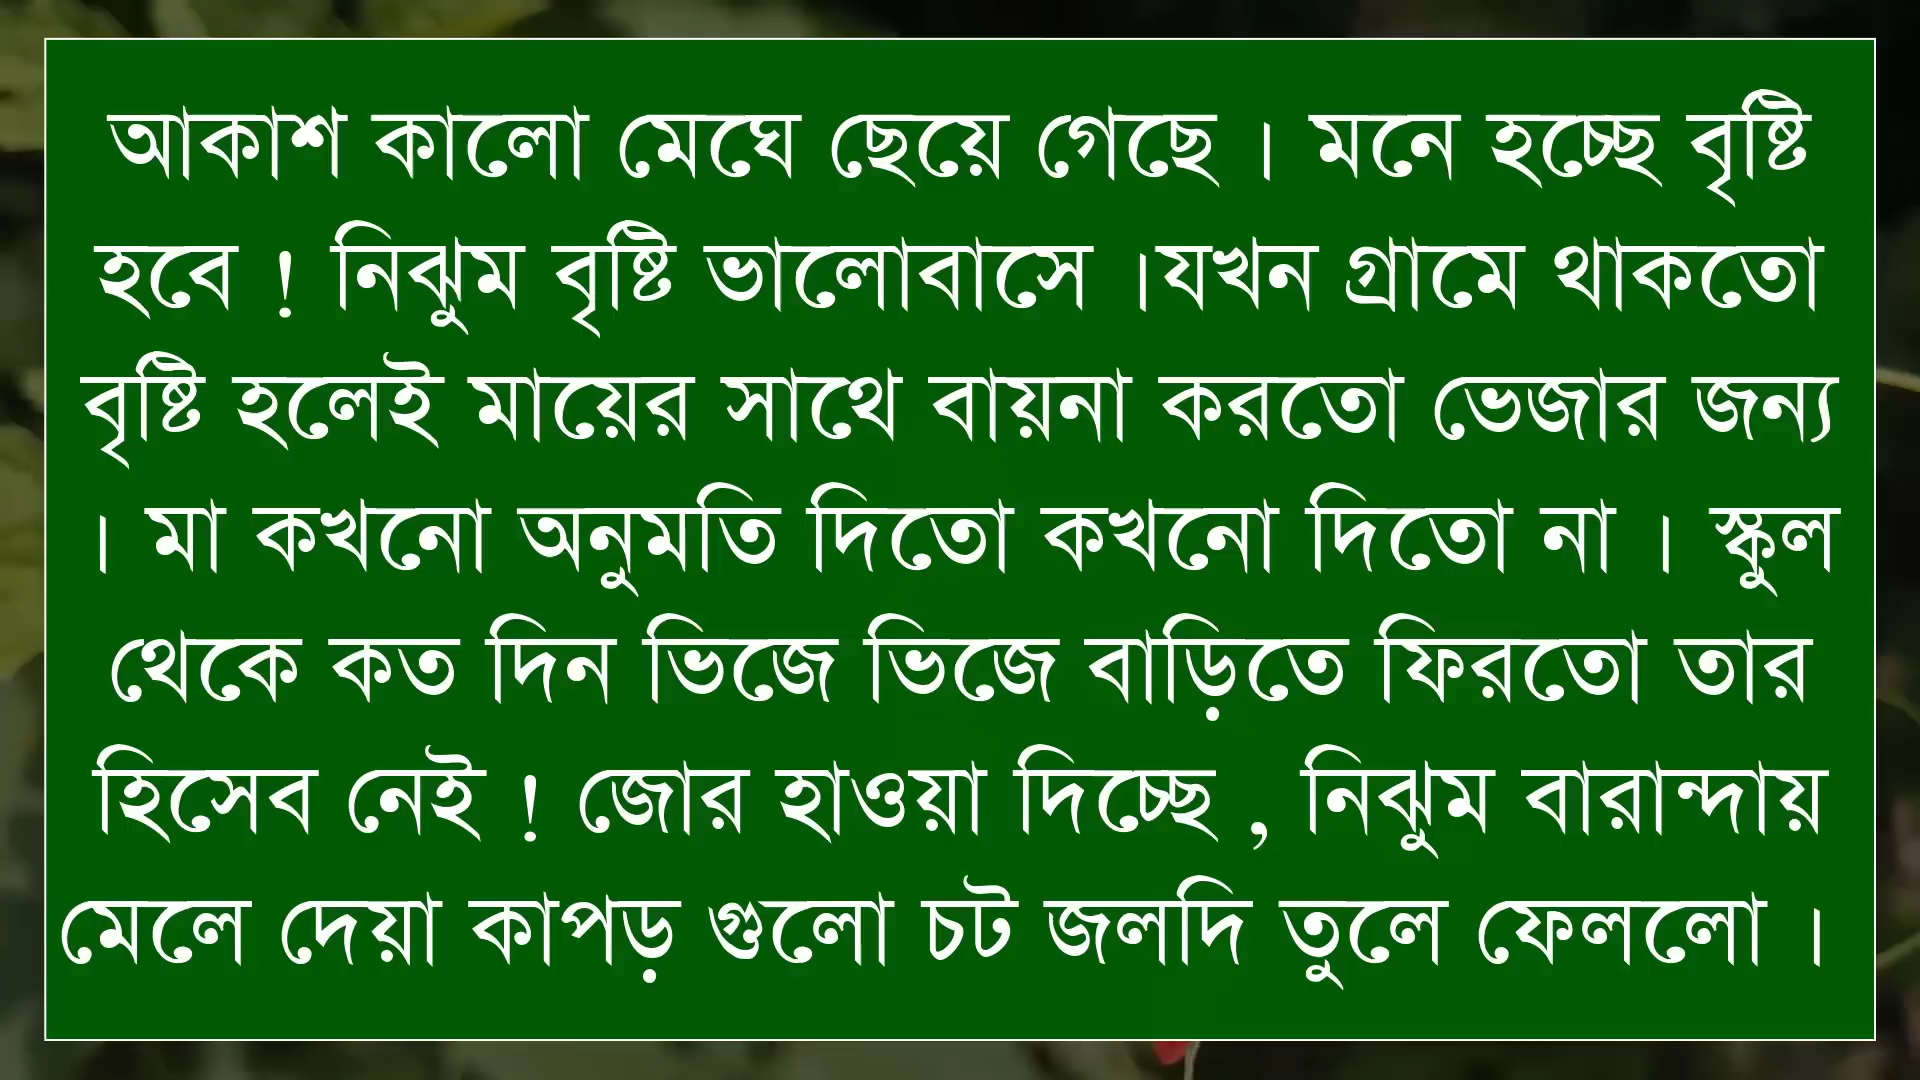 আকাশ কালো মেঘে ছেয়ে গেছে । মনে হচ্ছে বৃষ্টি
হবে ! নিঝুম বৃষ্টি ভালোবাসে ।যখন গ্রামে থাকতো
বৃষ্টি হলেই মায়ের সাথে বায়না করতো ভেজার জন্য
। মা কখনো অনুমতি দিতো কখনো দিতো না । স্কুল
থেকে কত দিন ভিজে ভিজে বাড়িতে ফিরতো তার
হিসেব নেই ! জোর হাওয়া দিচ্ছে , নিঝুম বারান্দায়
মেলে দেয়া কাপড় গুলো চট জলদি তুলে ফেললো ।